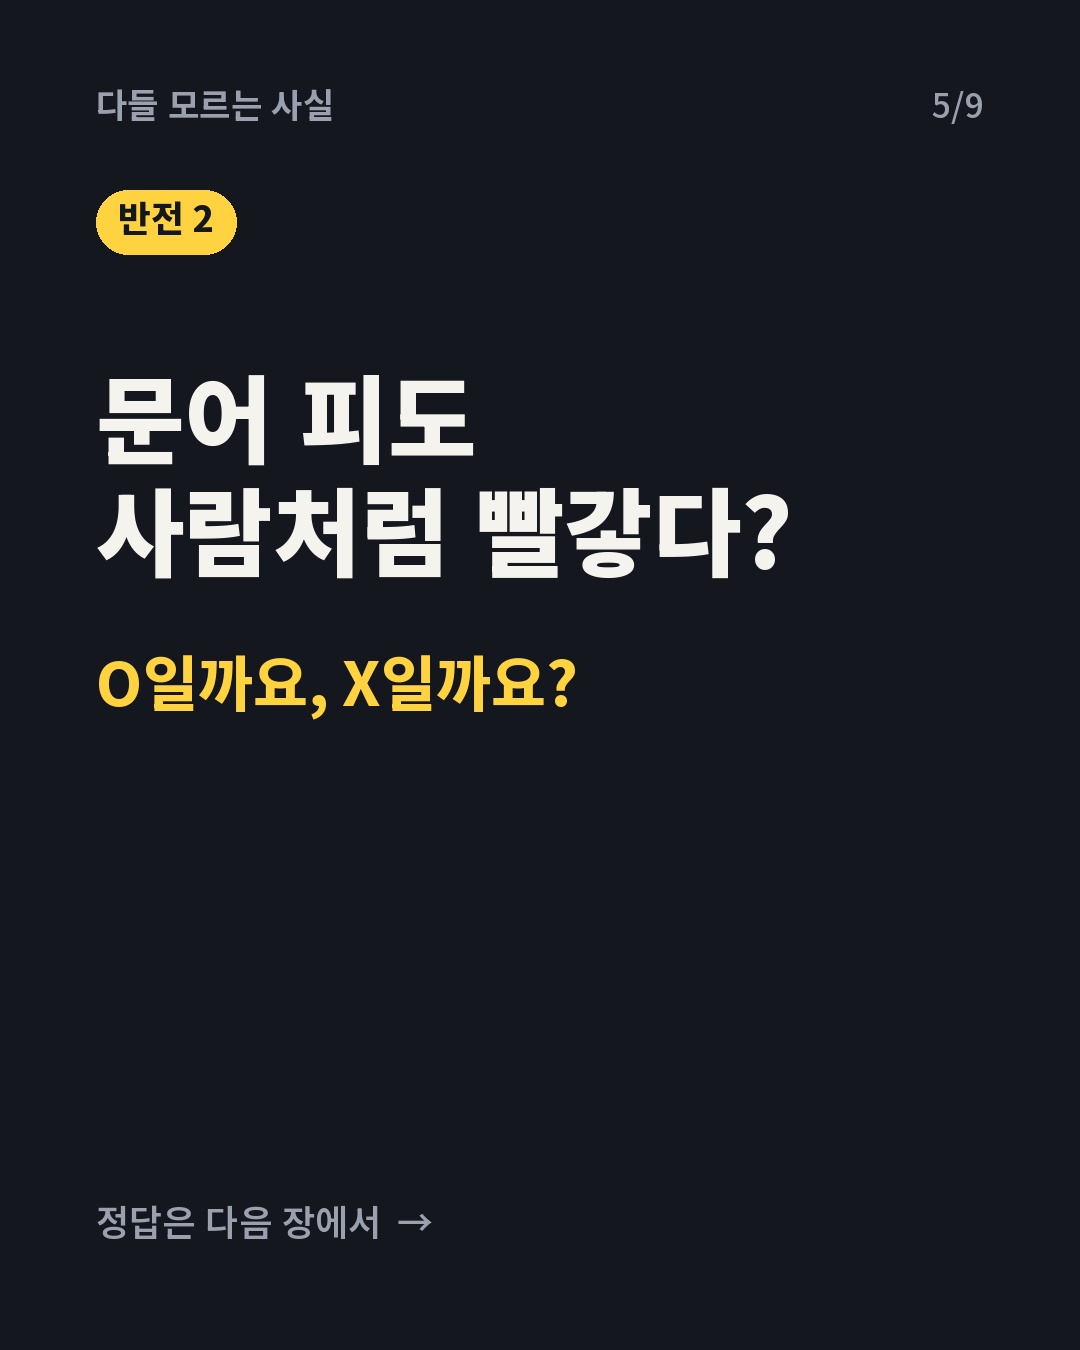 다들 모르는 사실
5/9
반전 2
문어 피도
사람처럼 빨갛다?
O일까요, X일까요?
정답은 다음 장에서 →